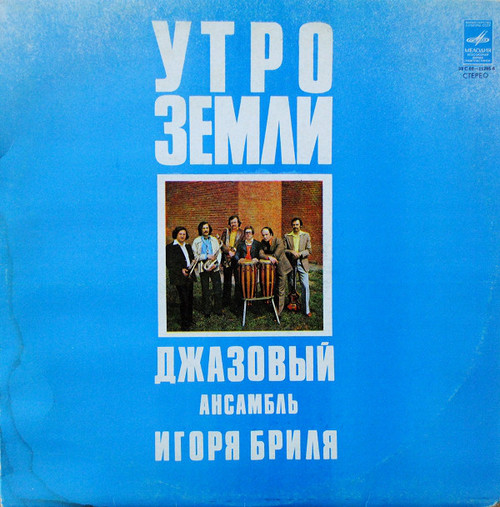 УТРО
ЗЕМЛИ
МЕЛОДИЯ
СТЕРЕО
ДЖАЗОВЫЙ
АНСАМБЛЬ
ИГОРЯ БРИЛЯ